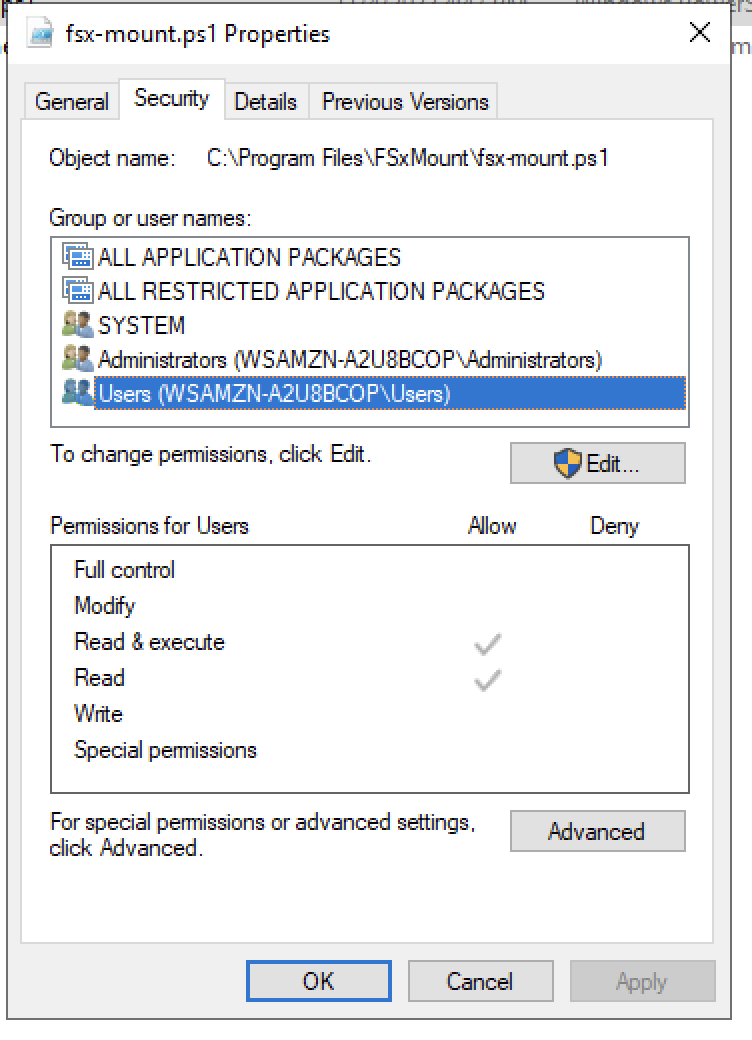 fsx-mount.ps1 Properties
General Security Details Previous Versions
Object name: C:\Program Files\FSxMount\fsx-mount.ps1
Group or user names:
ALL APPLICATION PACKAGES
ALL RESTRICTED APPLICATION PACKAGES
SYSTEM
Administrators (WSAMZN-A2U8BCOP\Administrators)
Users (WSAMZN-A2U8BCOP\Users)
To change permissions, click Edit.
Edit...
Permissions for Users Allow Deny
Full control
Modify
Read & execute
Read
Write
Special permissions
For special permissions or advanced settings,
click Advanced.
Advanced
OK Cancel Apply